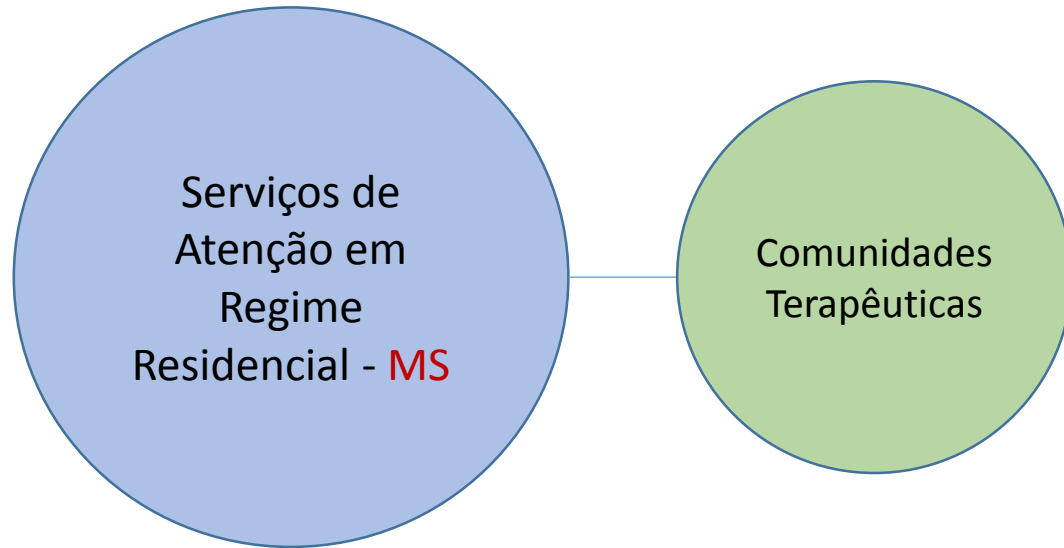 Serviços de
Atenção em
Regime
Residencial - MS
Comunidades
Terapêuticas